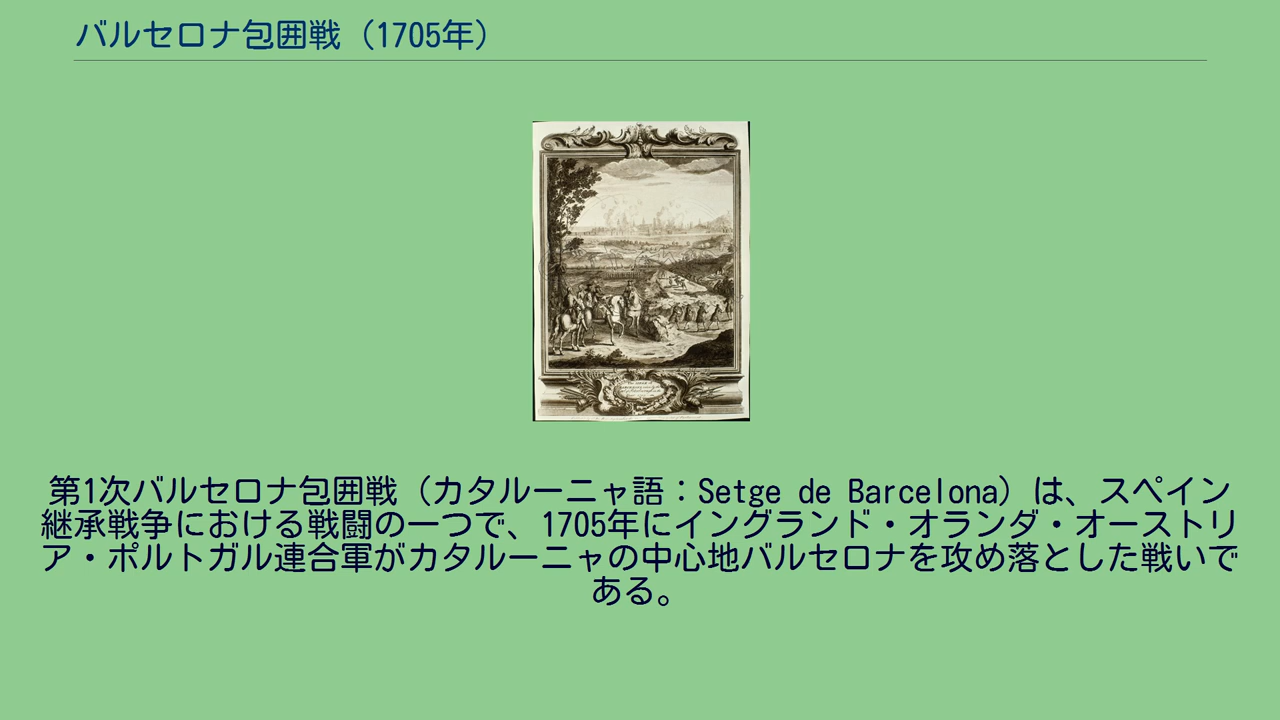 バルセロナ包囲戦（1705年）
第1次バルセロナ包囲戦（カタルーニャ語：Setge de Barcelona）は、スペイン
継承戦争における戦闘の一つで、1705年にイングランド・オランダ・オーストリ
ア・ポルトガル連合軍がカタルーニャの中心地バルセロナを攻め落とした戦いで
ある。